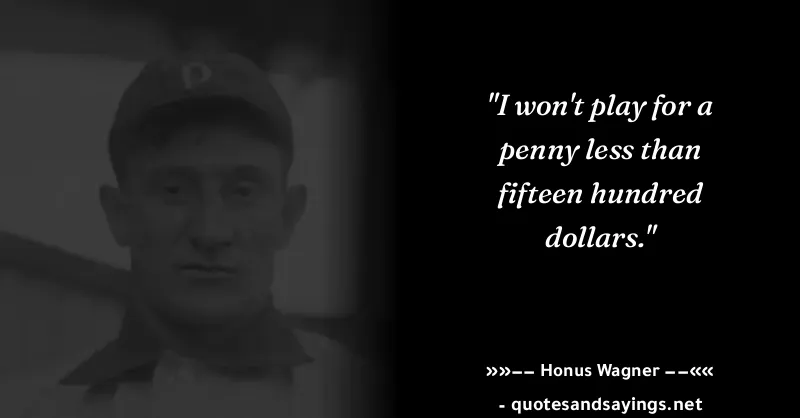 P
"I won't play for a
penny less than
fifteen hundred
dollars."
»»–– Honus Wagner ––««
- quotesandsayings.net